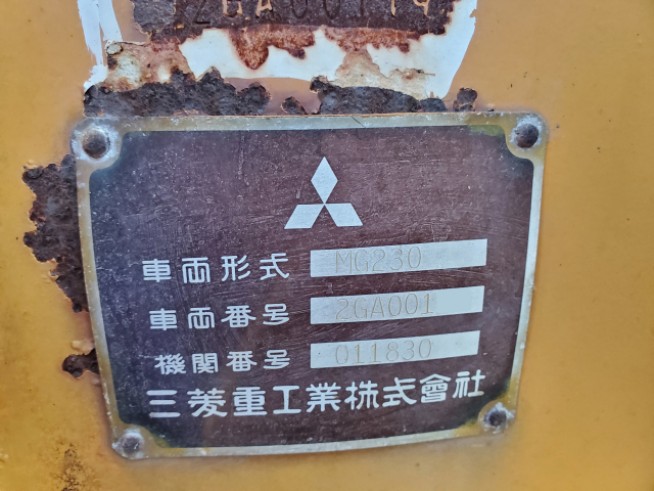 2GA00119
車両形式 MG230
車両番号 2GA001
機関番号 011830
三菱重工業株式會社